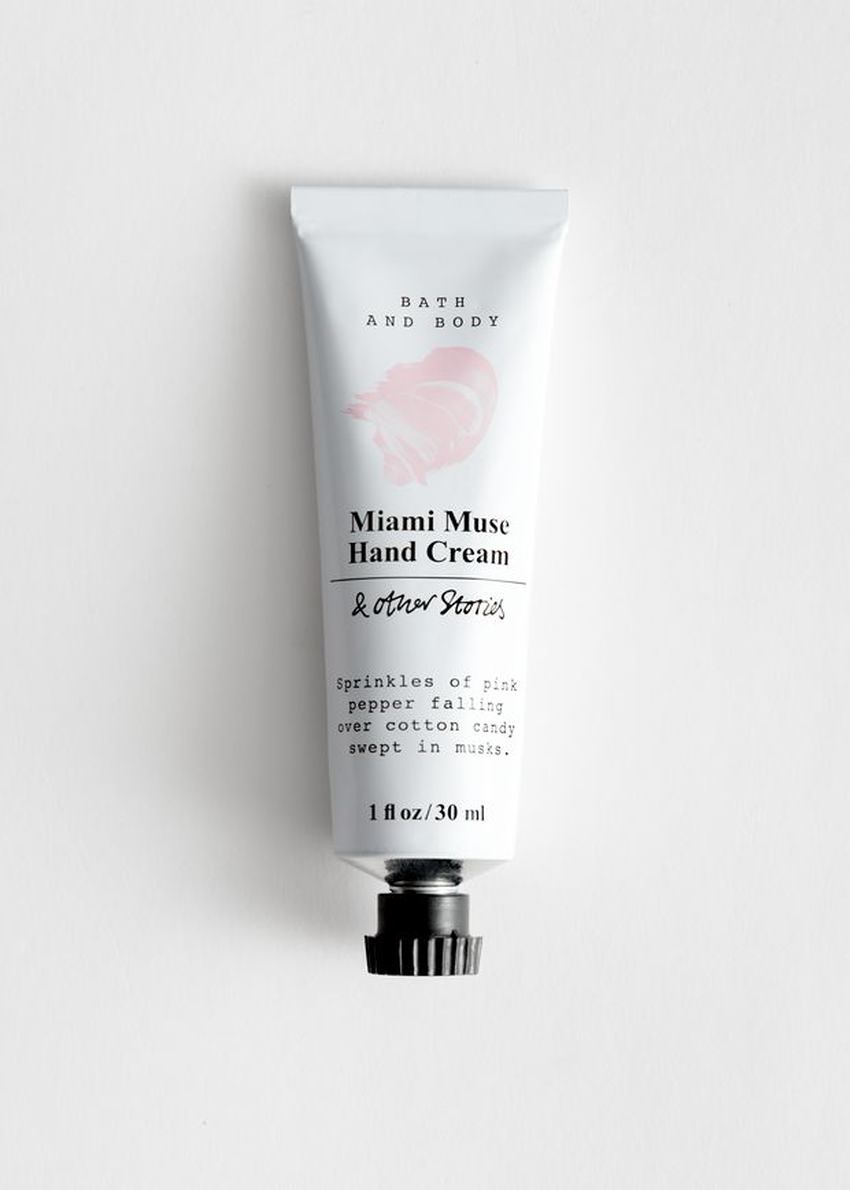 BATH
AND BODY
Miami Muse
Hand Cream
& other Stories
Sprinkles of pink
pepper falling
over cotton candy
swept in musks.
1 fl oz/30 ml